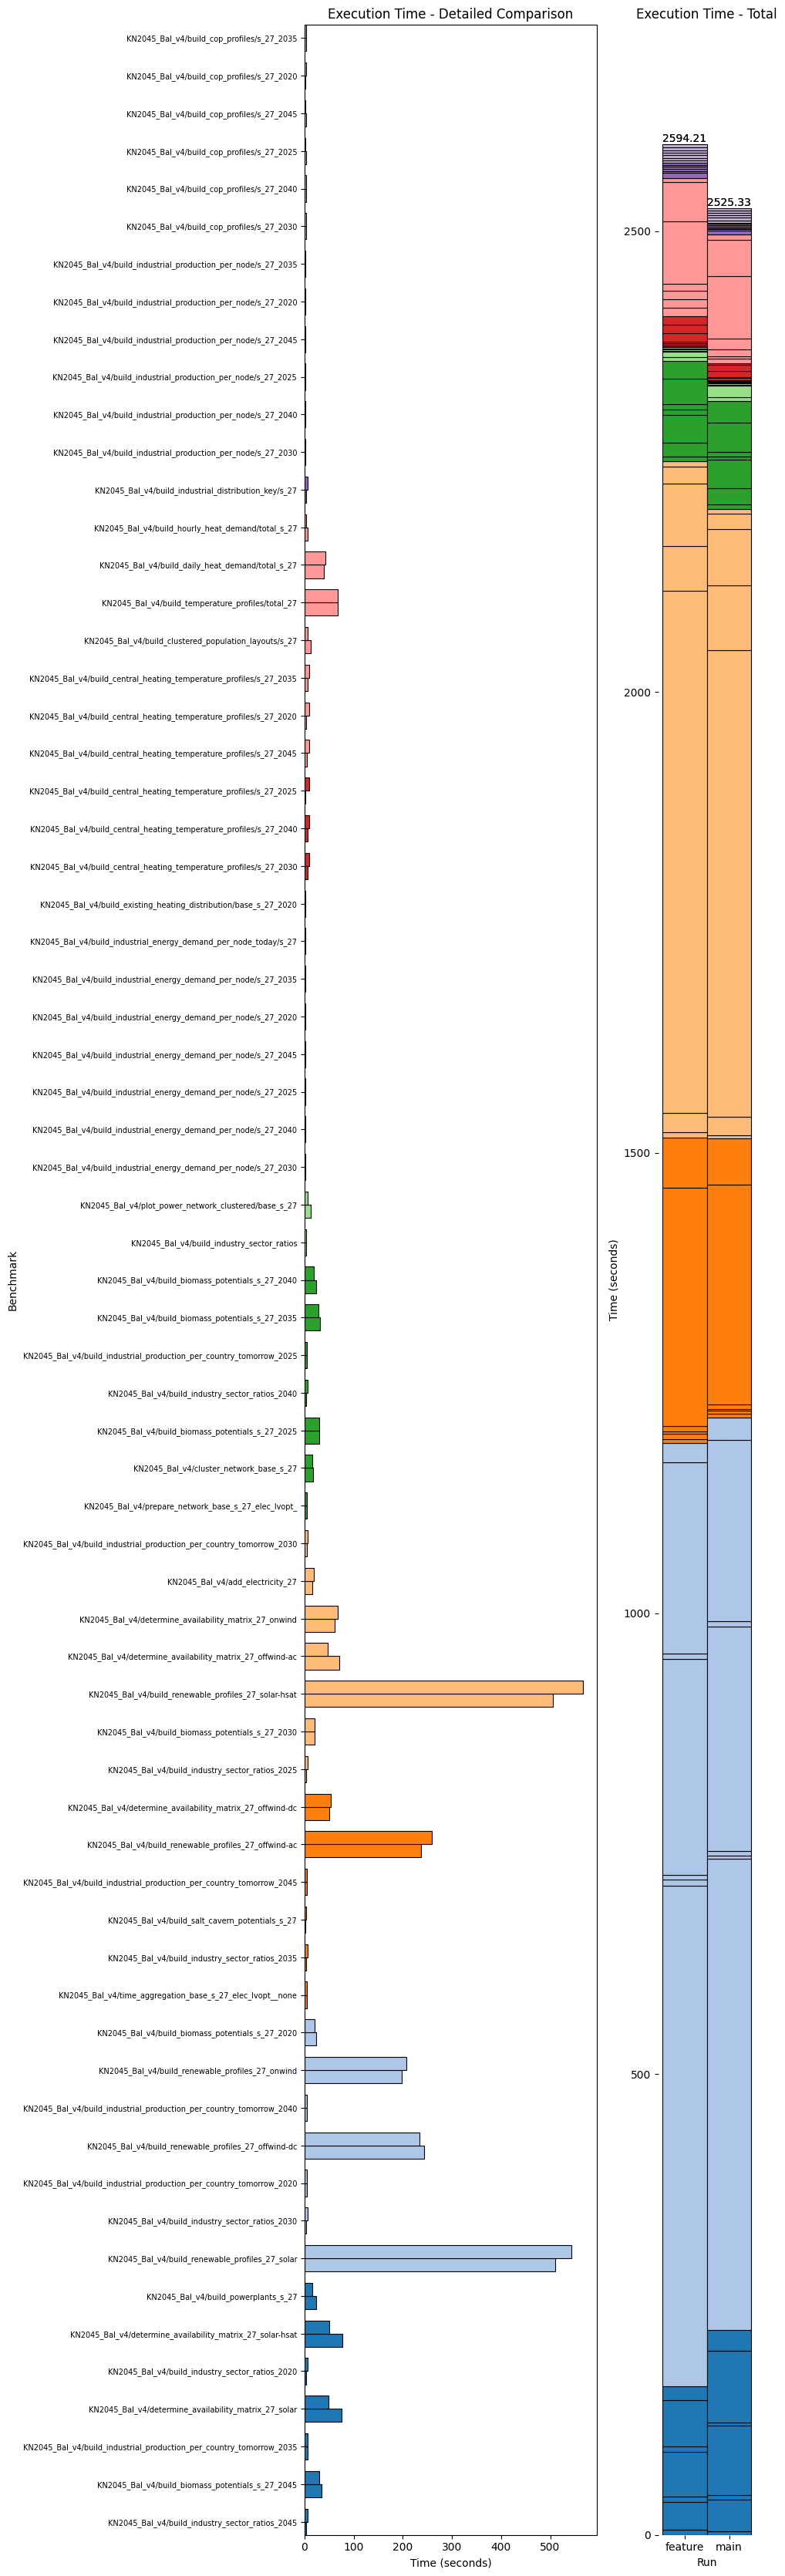 Execution Time - Detailed Comparison
Execution Time - Total
KN2045_Bal_v4/build_cop_profiles/s_27_2035
KN2045_Bal_v4/build_cop_profiles/s_27_2020
KN2045_Bal_v4/build_cop_profiles/s_27_2045
KN2045_Bal_v4/build_cop_profiles/s_27_2025
KN2045_Bal_v4/build_cop_profiles/s_27_2040
KN2045_Bal_v4/build_cop_profiles/s_27_2030
KN2045_Bal_v4/build_industrial_production_per_node/s_27_2035
KN2045_Bal_v4/build_industrial_production_per_node/s_27_2020
KN2045_Bal_v4/build_industrial_production_per_node/s_27_2045
KN2045_Bal_v4/build_industrial_production_per_node/s_27_2025
KN2045_Bal_v4/build_industrial_production_per_node/s_27_2040
KN2045_Bal_v4/build_industrial_production_per_node/s_27_2030
KN2045_Bal_v4/build_industrial_distribution_key/s_27
KN2045_Bal_v4/build_hourly_heat_demand/total_s_27
KN2045_Bal_v4/build_daily_heat_demand/total_s_27
KN2045_Bal_v4/build_temperature_profiles/total_27
KN2045_Bal_v4/build_clustered_population_layouts/s_27
KN2045_Bal_v4/build_central_heating_temperature_profiles/s_27_2035
KN2045_Bal_v4/build_central_heating_temperature_profiles/s_27_2020
KN2045_Bal_v4/build_central_heating_temperature_profiles/s_27_2045
KN2045_Bal_v4/build_central_heating_temperature_profiles/s_27_2025
KN2045_Bal_v4/build_central_heating_temperature_profiles/s_27_2040
KN2045_Bal_v4/build_central_heating_temperature_profiles/s_27_2030
KN2045_Bal_v4/build_existing_heating_distribution/base_s_27_2020
KN2045_Bal_v4/build_industrial_energy_demand_per_node_today/s_27
KN2045_Bal_v4/build_industrial_energy_demand_per_node/s_27_2035
KN2045_Bal_v4/build_industrial_energy_demand_per_node/s_27_2020
KN2045_Bal_v4/build_industrial_energy_demand_per_node/s_27_2045
KN2045_Bal_v4/build_industrial_energy_demand_per_node/s_27_2025
KN2045_Bal_v4/build_industrial_energy_demand_per_node/s_27_2040
KN2045_Bal_v4/build_industrial_energy_demand_per_node/s_27_2030
KN2045_Bal_v4/plot_power_network_clustered/base_s_27
KN2045_Bal_v4/build_industry_sector_ratios
KN2045_Bal_v4/build_biomass_potentials_s_27_2040
KN2045_Bal_v4/build_biomass_potentials_s_27_2035
KN2045_Bal_v4/build_industrial_production_per_country_tomorrow_2025
KN2045_Bal_v4/build_industry_sector_ratios_2040
KN2045_Bal_v4/build_biomass_potentials_s_27_2025
KN2045_Bal_v4/cluster_network_base_s_27
KN2045_Bal_v4/prepare_network_base_s_27_elec_lvopt_
KN2045_Bal_v4/build_industrial_production_per_country_tomorrow_2030
KN2045_Bal_v4/add_electricity_27
KN2045_Bal_v4/determine_availability_matrix_27_onwind
KN2045_Bal_v4/determine_availability_matrix_27_offwind-ac
KN2045_Bal_v4/build_renewable_profiles_27_solar-hsat
KN2045_Bal_v4/build_biomass_potentials_s_27_2030
KN2045_Bal_v4/build_industry_sector_ratios_2025
KN2045_Bal_v4/determine_availability_matrix_27_offwind-dc
KN2045_Bal_v4/build_renewable_profiles_27_offwind-ac
KN2045_Bal_v4/build_industrial_production_per_country_tomorrow_2045
KN2045_Bal_v4/build_salt_cavern_potentials_s_27
KN2045_Bal_v4/build_industry_sector_ratios_2035
KN2045_Bal_v4/time_aggregation_base_s_27_elec_lvopt__none
KN2045_Bal_v4/build_biomass_potentials_s_27_2020
KN2045_Bal_v4/build_renewable_profiles_27_onwind
KN2045_Bal_v4/build_industrial_production_per_country_tomorrow_2040
KN2045_Bal_v4/build_renewable_profiles_27_offwind-dc
KN2045_Bal_v4/build_industrial_production_per_country_tomorrow_2020
KN2045_Bal_v4/build_industry_sector_ratios_2030
KN2045_Bal_v4/build_renewable_profiles_27_solar
KN2045_Bal_v4/build_powerplants_s_27
KN2045_Bal_v4/determine_availability_matrix_27_solar-hsat
KN2045_Bal_v4/build_industry_sector_ratios_2020
KN2045_Bal_v4/determine_availability_matrix_27_solar
KN2045_Bal_v4/build_industrial_production_per_country_tomorrow_2035
KN2045_Bal_v4/build_biomass_potentials_s_27_2045
KN2045_Bal_v4/build_industry_sector_ratios_2045
Benchmark
0 100 200 300 400 500
Time (seconds)
2594.21
2525.33
2500
2000
1500
1000
500
0
Time (seconds)
feature main
Run